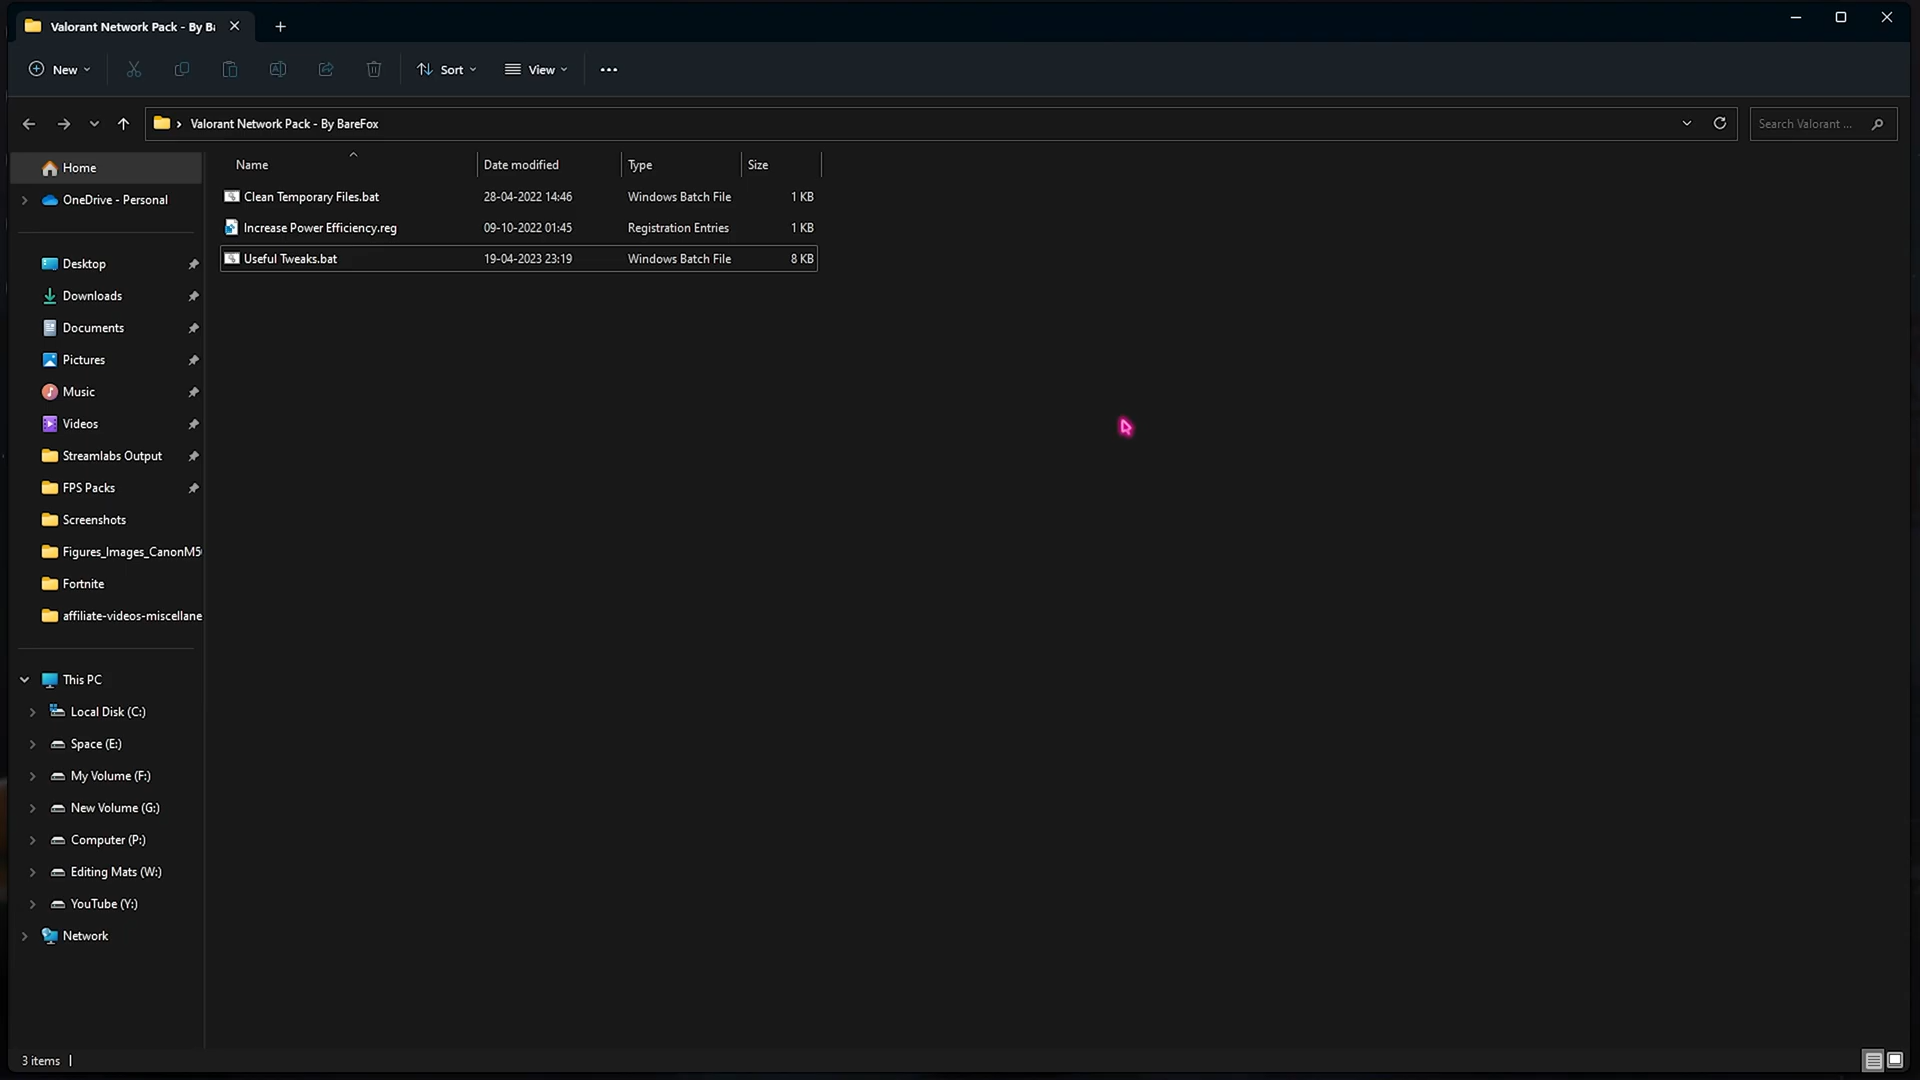 Valorant Network Pack - By Ba
New
Sort
View
Valorant Network Pack - By BareFox
Search Valorant ...
Name Date modified Type Size
Clean Temporary Files.bat 28-04-2022 14:46 Windows Batch File 1 KB
Increase Power Efficiency.reg 09-10-2022 01:45 Registration Entries 1 KB
Useful Tweaks.bat 19-04-2023 23:19 Windows Batch File 8 KB
Home
OneDrive - Personal
Desktop
Downloads
Documents
Pictures
Music
Videos
Streamlabs Output
FPS Packs
Screenshots
Figures_Images_CanonM5
Fortnite
affiliate-videos-miscellane
This PC
Local Disk (C:)
Space (E:)
My Volume (F:)
New Volume (G:)
Computer (P:)
Editing Mats (W:)
YouTube (Y:)
Network
3 items